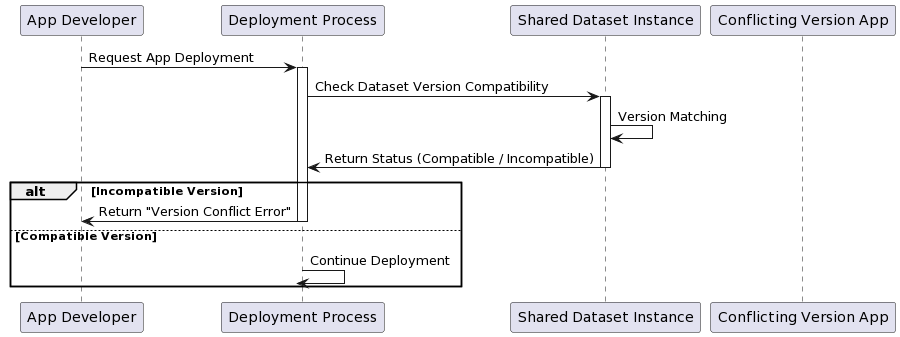 App Developer
Deployment Process
Shared Dataset Instance
Conflicting Version App
Request App Deployment
Check Dataset Version Compatibility
Version Matching
Return Status (Compatible / Incompatible)
alt
[Incompatible Version]
Return "Version Conflict Error"
[Compatible Version]
Continue Deployment
App Developer
Deployment Process
Shared Dataset Instance
Conflicting Version App